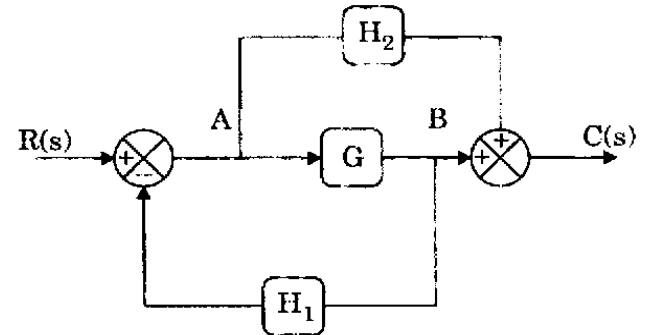 H₂
A
B
R(s)
+
−
G
+
+
C(s)
H₁